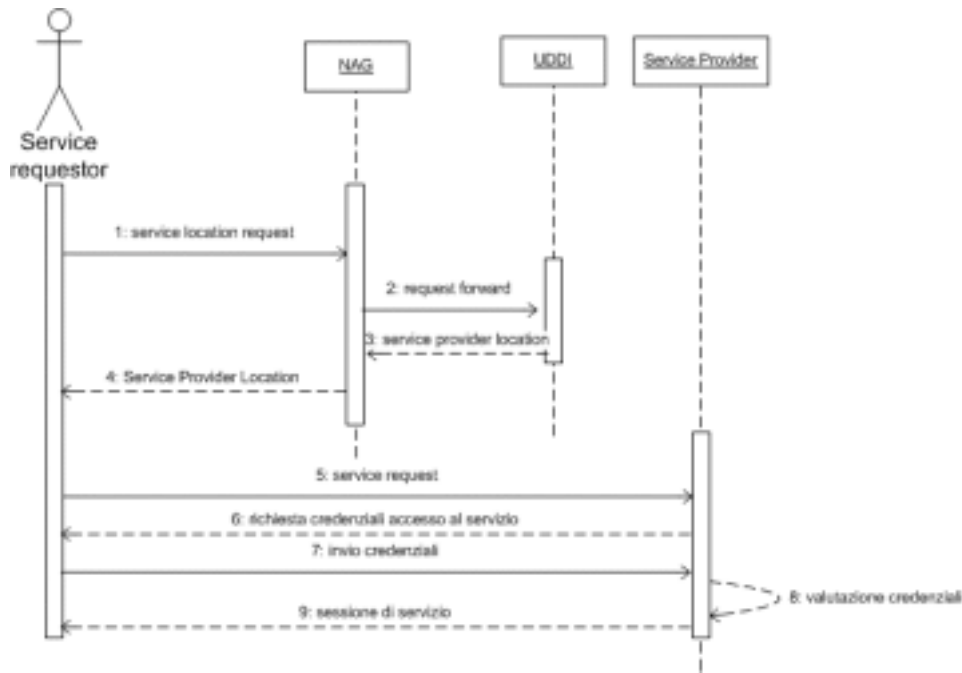 NAG
UDDI
Service Provider
Service
requestor
1: service location request
2: request forward
3: service provider location
4: Service Provider Location
5: service request
6: richiesta credenziali accesso al servizio
7: invio credenziali
8: valutazione credenziali
9: sessione di servizio